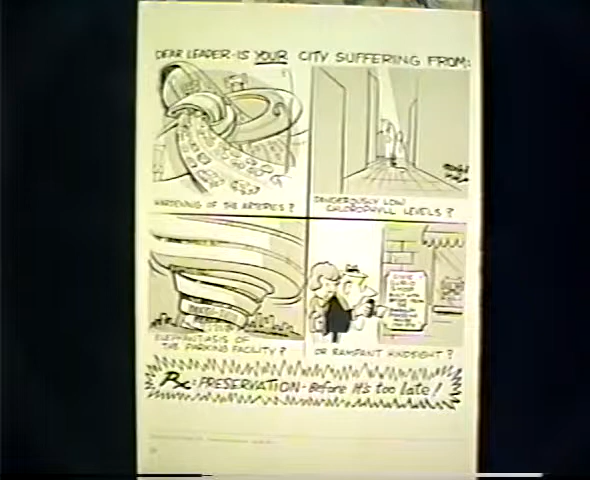 DEAR LEADER-IS YOUR CITY SUFFERING FROM:
HARDENING OF THE ARTERIES?
DANGEROUSLY LOW
CHLOROPHYLL LEVELS?
ELEPHANTIASIS OF
THE PARKING FACILITY?
OR RAMPANT HINDSIGHT?
Rx: PRESERVATION - Before It's too late!